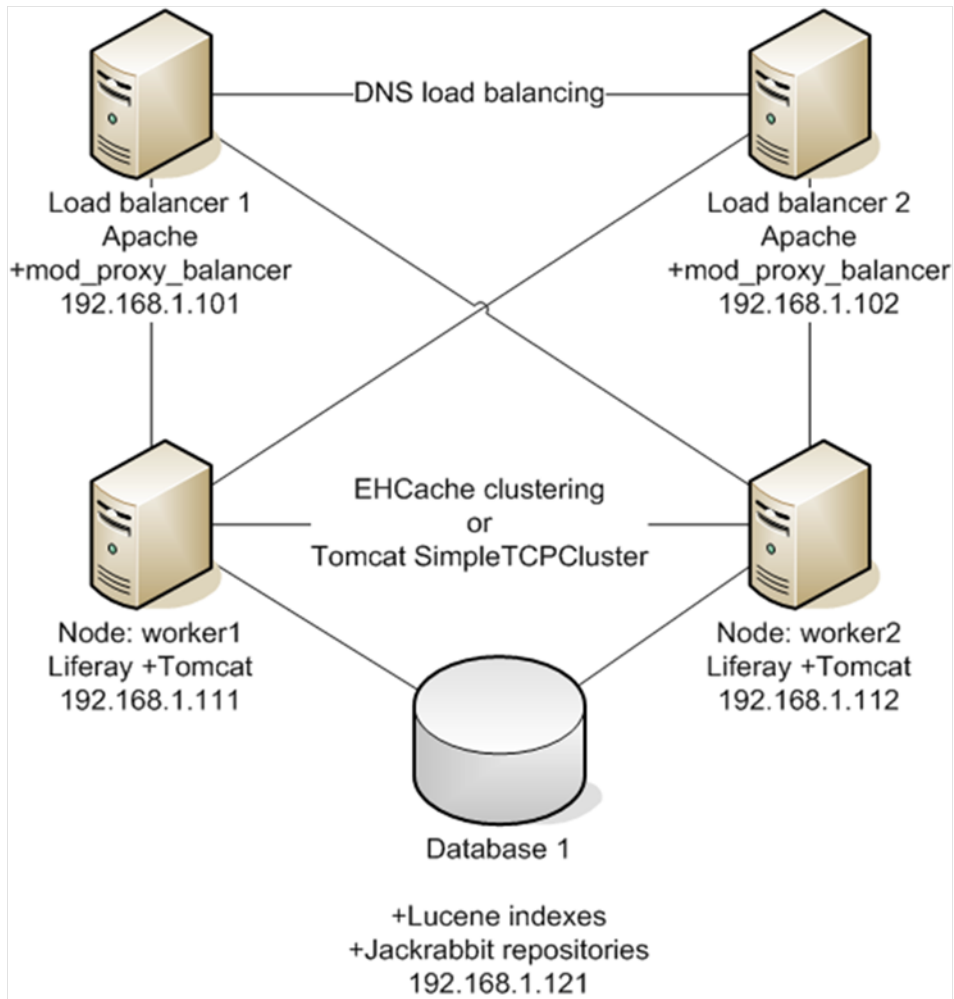 DNS load balancing
Load balancer 1
Apache
+mod_proxy_balancer
192.168.1.101
Load balancer 2
Apache
+mod_proxy_balancer
192.168.1.102
EHCache clustering
or
Tomcat SimpleTCPCluster
Node: worker1
Liferay +Tomcat
192.168.1.111
Node: worker2
Liferay +Tomcat
192.168.1.112
Database 1
+Lucene indexes
+Jackrabbit repositories
192.168.1.121